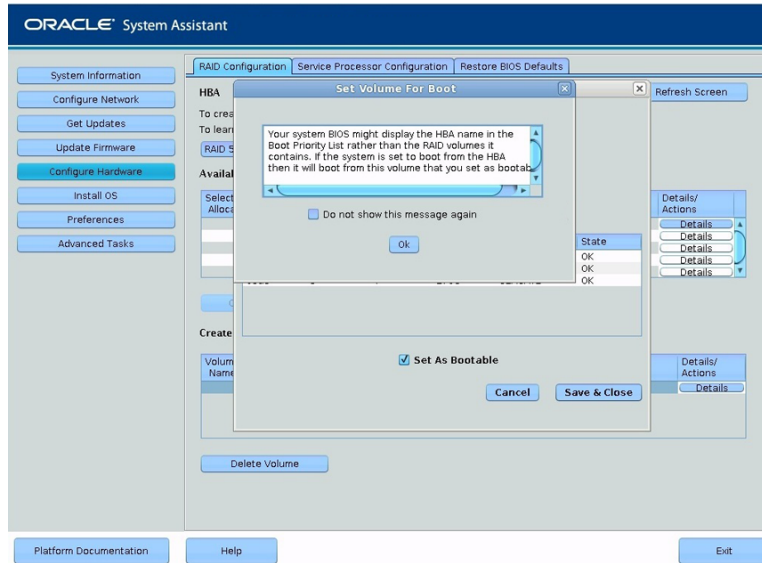 ORACLE System Assistant
System Information
Configure Network
Get Updates
Update Firmware
Configure Hardware
Install OS
Preferences
Advanced Tasks
RAID Configuration
Service Processor Configuration
Restore BIOS Defaults
HBA
Refresh Screen
To crea
To learn
RAID
Availa
Select
Alloca
Set Volume For Boot
Your system BIOS might display the HBA name in the
Boot Priority List rather than the RAID volumes it
contains. If the system is set to boot from the HBA
then it will boot from this volume that you set as bootab
Do not show this message again
Ok
State
OK
OK
OK
Details/
Actions
Details
Details
Details
Details
Details
Create
Set As Bootable
Cancel
Save & Close
Volum
Name
Details/
Actions
Details
Delete Volume
Platform Documentation
Help
Exit